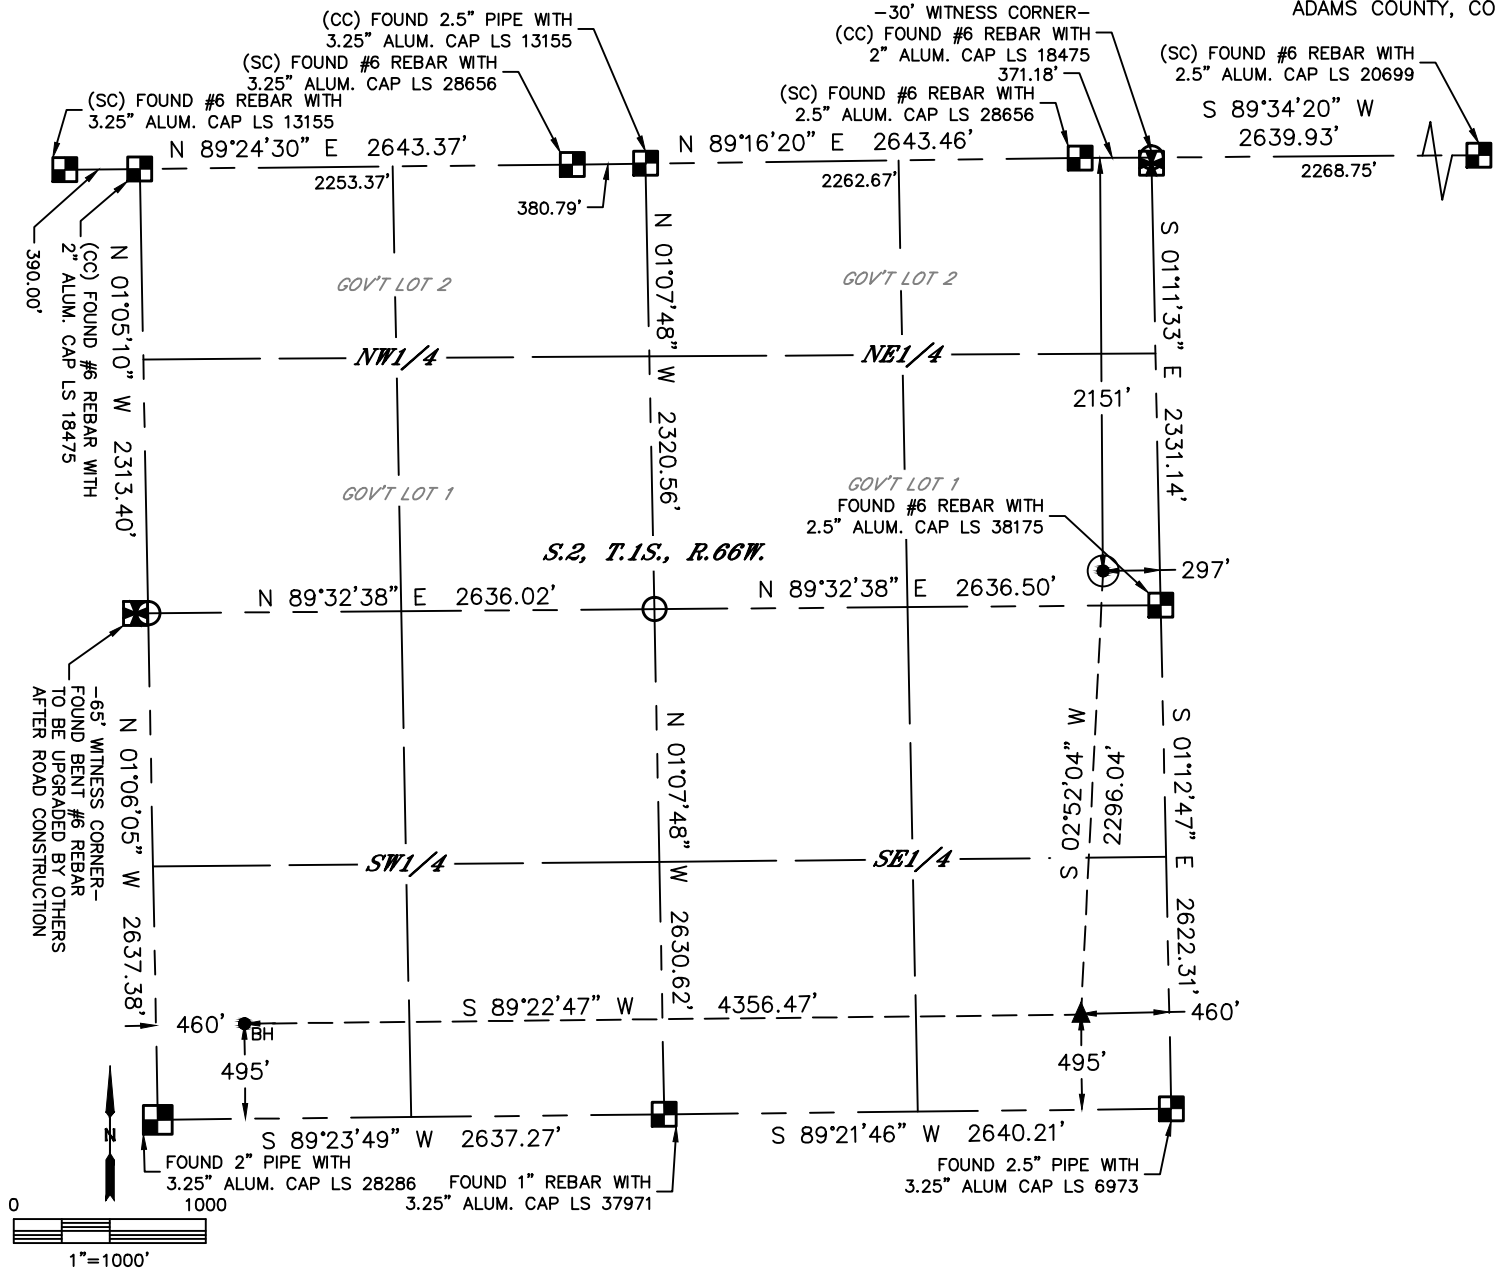 ADAMS COUNTY, CO
(CC) FOUND 2.5" PIPE WITH
3.25" ALUM. CAP LS 13155
-30' WITNESS CORNER-
(CC) FOUND #6 REBAR WITH
2" ALUM. CAP LS 18475
371.18'
(SC) FOUND #6 REBAR WITH
2.5" ALUM. CAP LS 20699
(SC) FOUND #6 REBAR WITH
3.25" ALUM. CAP LS 28656
(SC) FOUND #6 REBAR WITH
3.25" ALUM. CAP LS 13155
(SC) FOUND #6 REBAR WITH
2.5" ALUM. CAP LS 28656
S 89°34'20" W
2639.93'
N 89°24'30" E 2643.37'
N 89°16'20" E 2643.46'
2253.37'
380.79'
2262.67'
2268.75'
390.00'
(CC) FOUND #6 REBAR WITH
2" ALUM. CAP LS 18475
N 01°05'10" W 2313.40'
N 01°07'48" W 2320.56'
S 01°11'33" E 2331.14'
GOV'T LOT 2
GOV'T LOT 2
NW1/4
NE1/4
2151'
GOV'T LOT 1
GOV'T LOT 1
FOUND #6 REBAR WITH
2.5" ALUM. CAP LS 38175
S.2, T.1S., R.66W.
297'
N 89°32'38" E 2636.02'
N 89°32'38" E 2636.50'
-65' WITNESS CORNER-
FOUND BENT #6 REBAR
TO BE UPGRADED BY OTHERS
AFTER ROAD CONSTRUCTION
N 01°06'05" W 2637.38'
N 01°07'48" W 2630.62'
S 02°52'04" W
2296.04'
S 01°12'47" E 2622.31'
SW1/4
SE1/4
S 89°22'47" W 4356.47'
460'
BH
460'
495'
495'
N
S 89°23'49" W 2637.27'
S 89°21'46" W 2640.21'
FOUND 2" PIPE WITH
3.25" ALUM. CAP LS 28286
FOUND 1" REBAR WITH
3.25" ALUM. CAP LS 37971
FOUND 2.5" PIPE WITH
3.25" ALUM CAP LS 6973
0 1000
1"=1000'